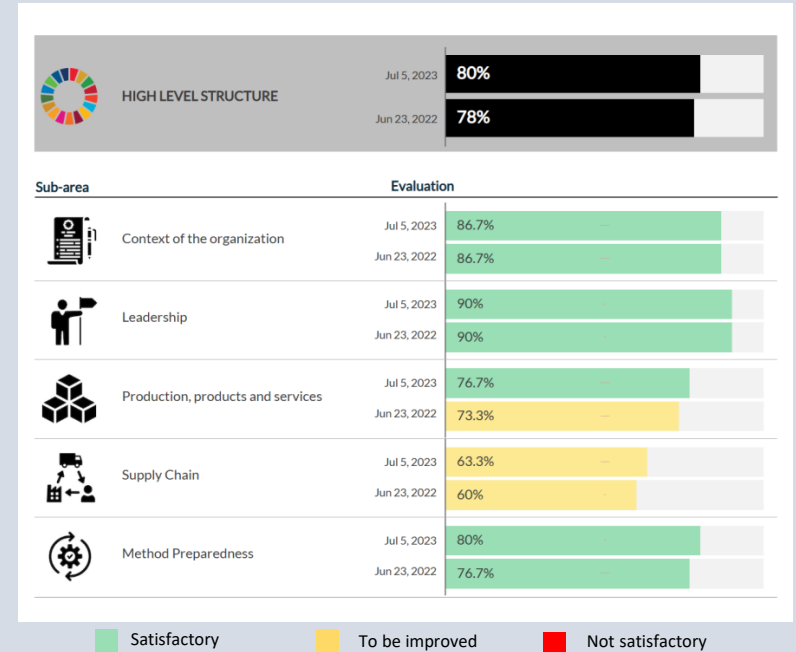 Jul 5, 2023 80%
HIGH LEVEL STRUCTURE
Jun 23, 2022 78%
Sub-area Evaluation
Jul 5, 2023 86.7%
Context of the organization
Jun 23, 2022 86.7%
Jul 5, 2023 90%
Leadership
Jun 23, 2022 90%
Jul 5, 2023 76.7%
Production, products and services
Jun 23, 2022 73.3%
Jul 5, 2023 63.3%
Supply Chain
Jun 23, 2022 60%
Jul 5, 2023 80%
Method Preparedness
Jun 23, 2022 76.7%
Satisfactory To be improved Not satisfactory